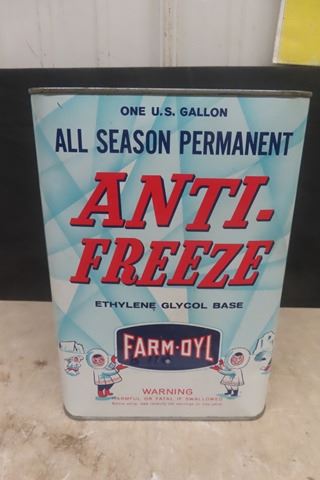 ONE U.S. GALLON
ALL SEASON PERMANENT
ANTI-
FREEZE
ETHYLENE GLYCOL BASE
FARM-OYL
WARNING
HARMFUL OR FATAL IF SWALLOWED